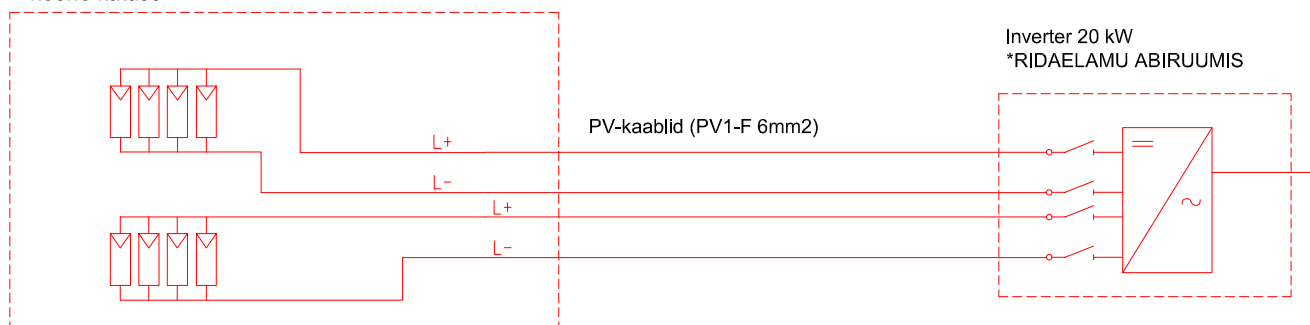 Inverter 20 kW
*RIDAELAMU ABIRUUMIS
PV-kaablid (PV1-F 6mm2)
L+
L-
L+
L-